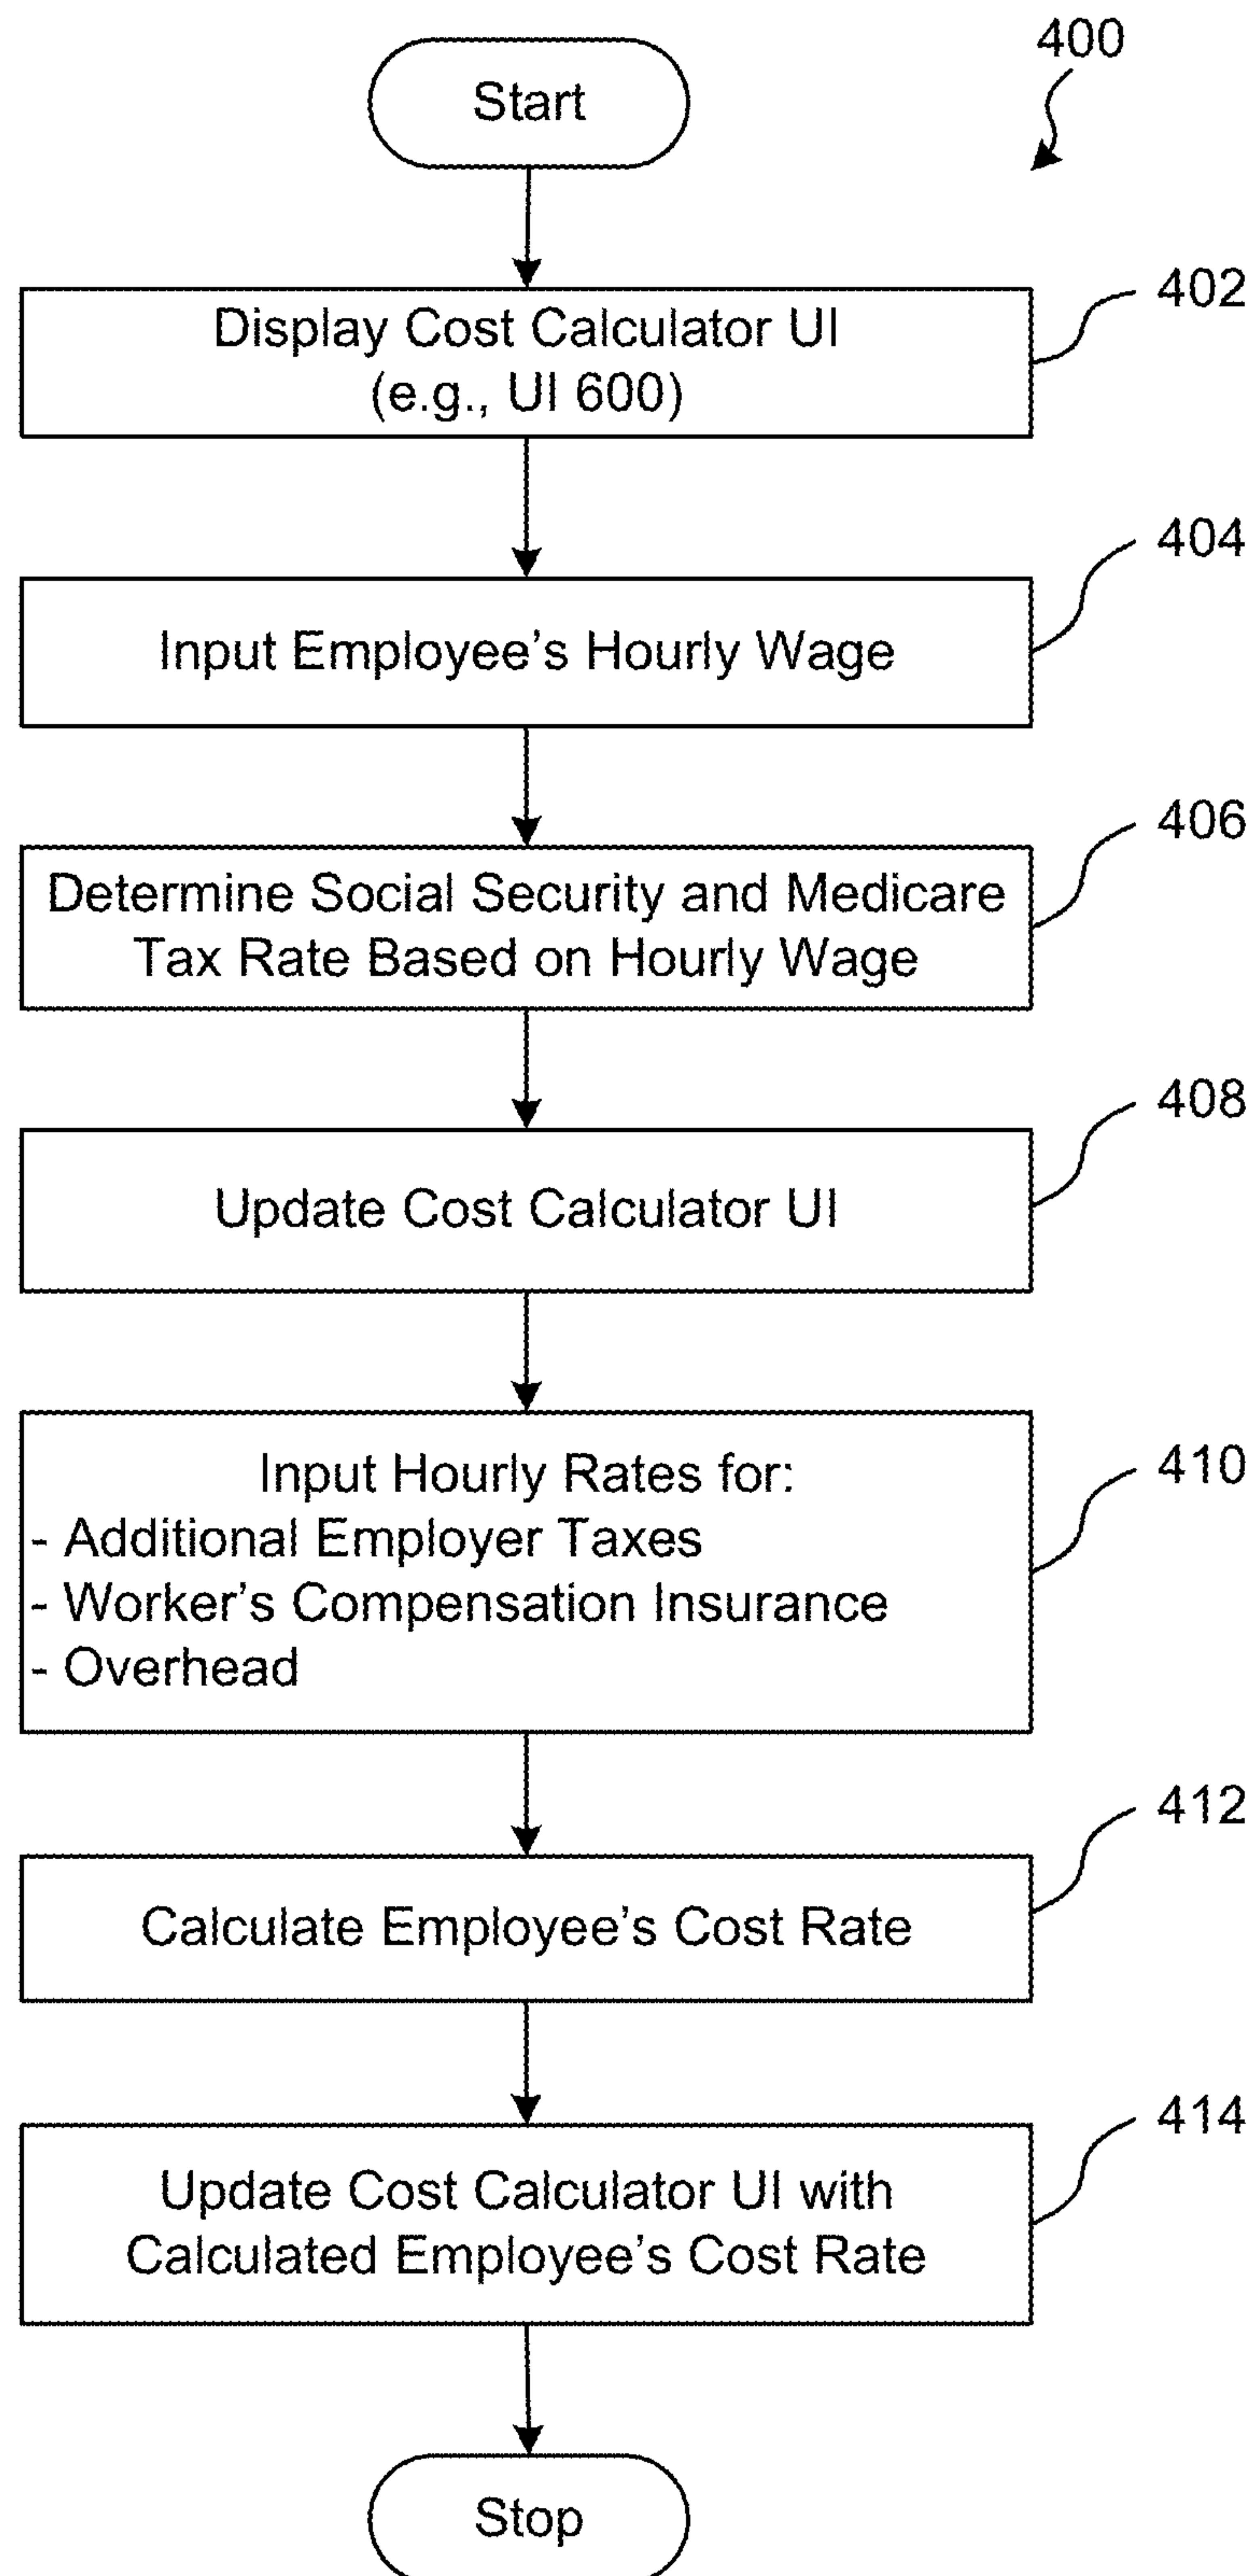 400
Start
402
Display Cost Calculator UI
(e.g., UI 600)
404
Input Employee’s Hourly Wage
406
Determine Social Security and Medicare
Tax Rate Based on Hourly Wage
408
Update Cost Calculator UI
410
Input Hourly Rates for:
- Additional Employer Taxes
- Worker’s Compensation Insurance
- Overhead
412
Calculate Employee’s Cost Rate
414
Update Cost Calculator UI with
Calculated Employee’s Cost Rate
Stop